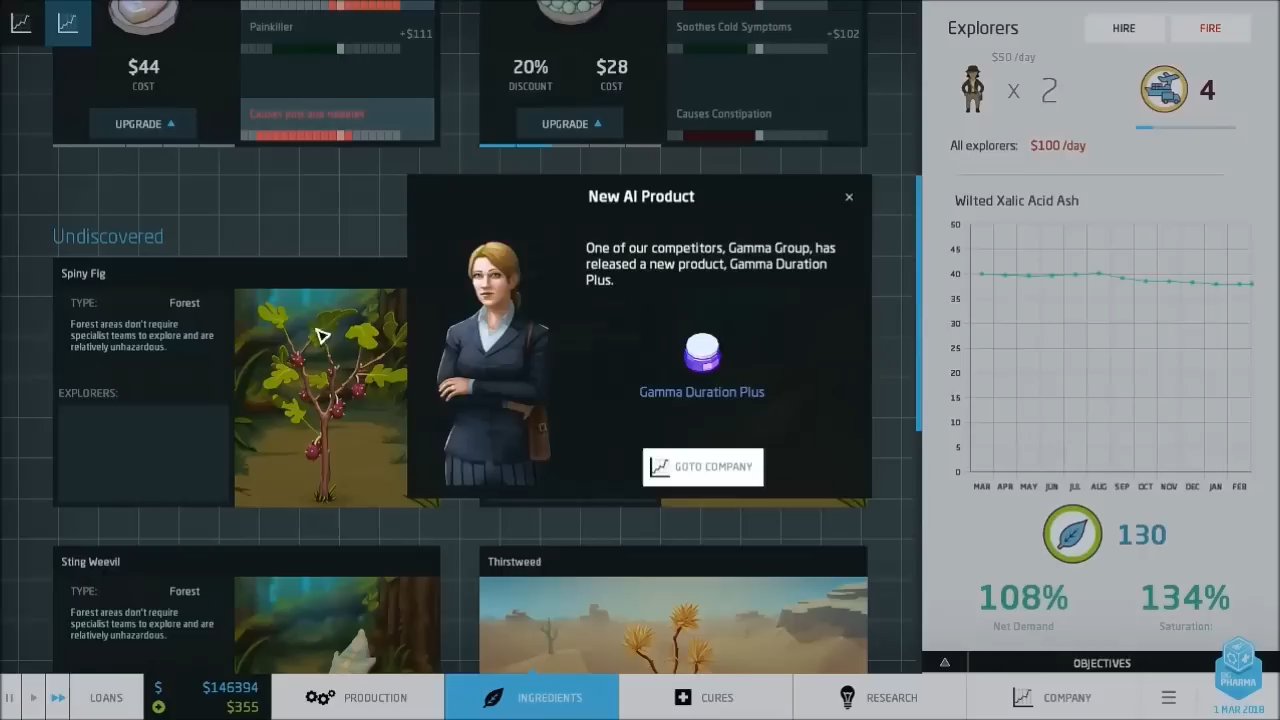 Painkiller
+$111
$44
COST
UPGRADE
Causes pins and needles
Soothes Cold Symptoms
+$102
20%
DISCOUNT
$28
COST
UPGRADE
Causes Constipation
Undiscovered
Spiny Fig
TYPE: Forest
Forest areas don't require
specialist teams to explore and are
relatively unhazardous.
EXPLORERS:
New AI Product
×
One of our competitors, Gamma Group, has
released a new product, Gamma Duration
Plus.
Gamma Duration Plus
GOTO COMPANY
Sting Weevil
TYPE: Forest
Forest areas don't require
specialist teams to explore and are
relatively unhazardous.
Thirstweed
Explorers
HIRE
FIRE
$50 /day
X 2
4
All explorers: $100 /day
Wilted Xalic Acid Ash
50
45
40
35
30
25
20
15
10
5
0
MAR APR MAY JUN JUL AUG SEP OCT NOV DEC JAN FEB
130
108%
Net Demand
134%
Saturation:
OBJECTIVES
LOANS
$ $146394
$355
PRODUCTION
INGREDIENTS
CURES
RESEARCH
COMPANY
PHARMA
1 MAR 2018